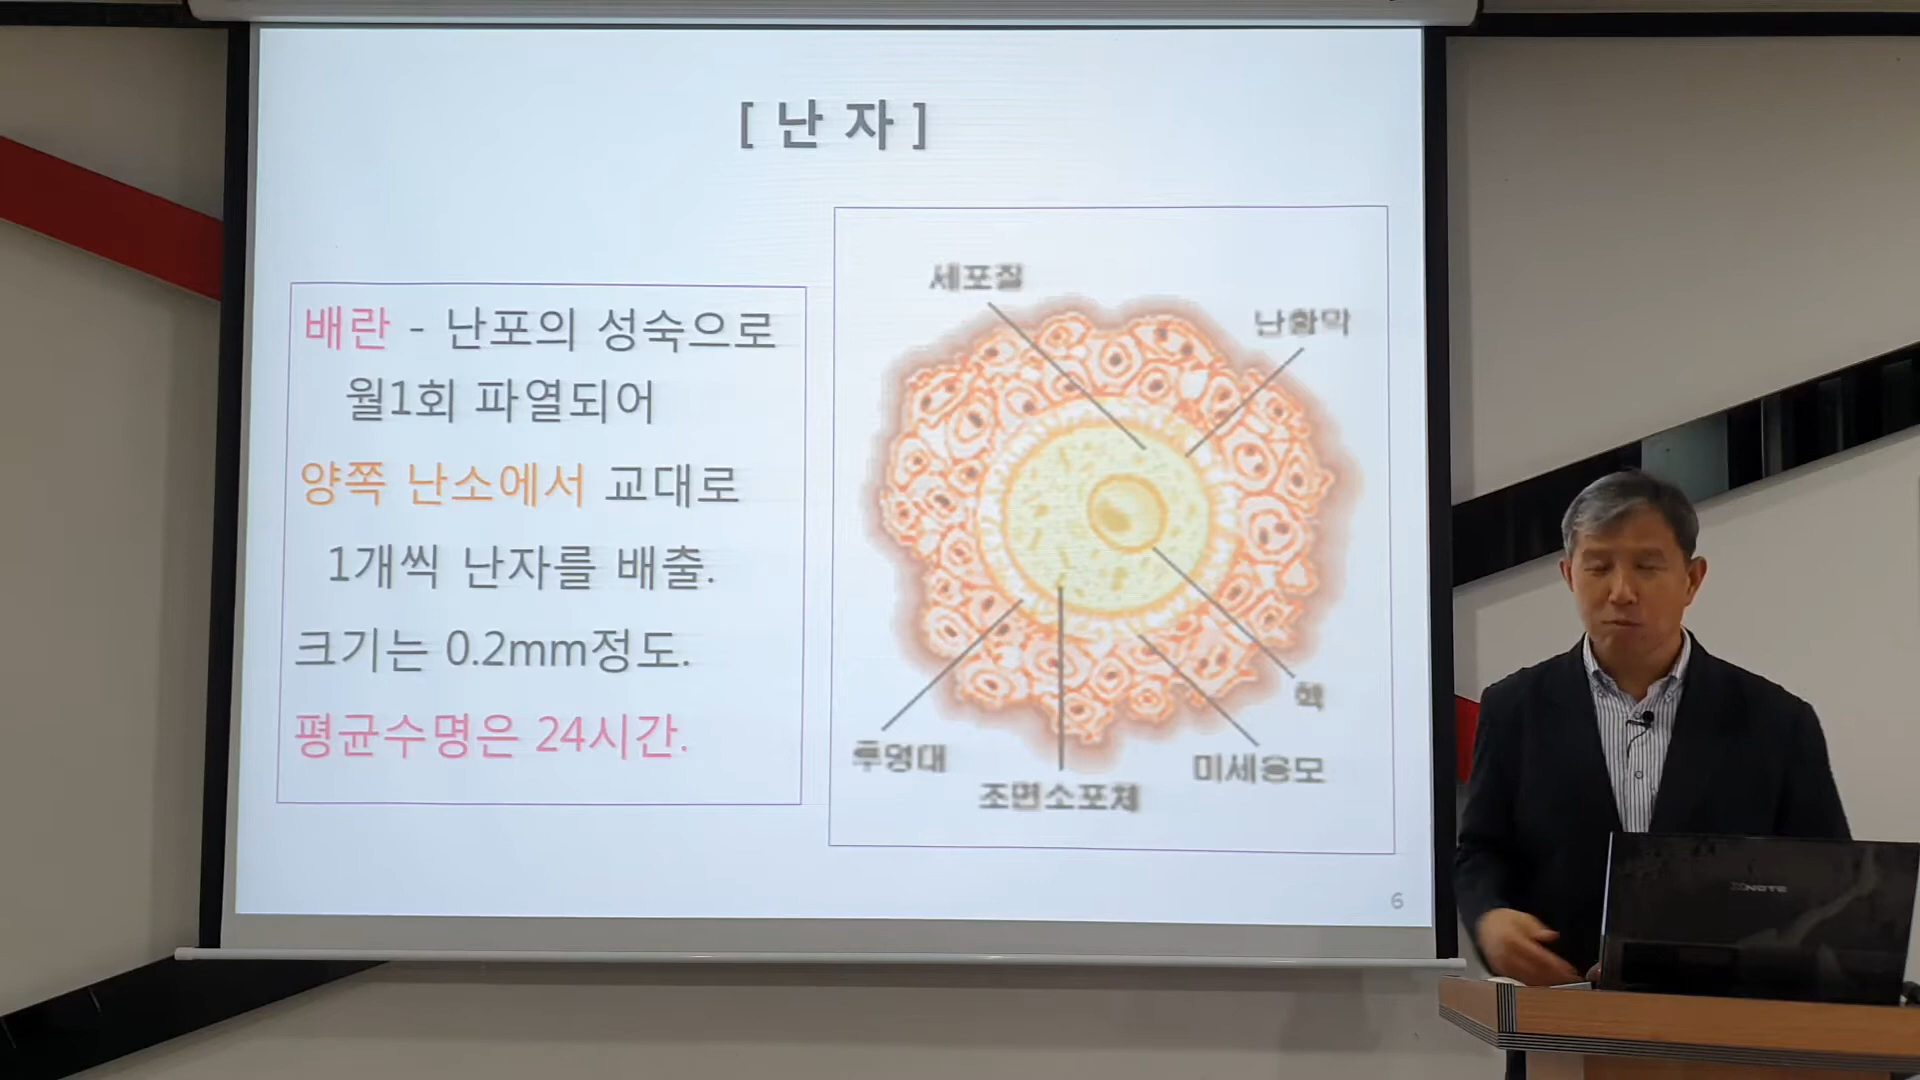 [ 난 자 ]
배란 - 난포의 성숙으로
월1회 파열되어
양쪽 난소에서 교대로
1개씩 난자를 배출.
크기는 0.2mm정도.
평균수명은 24시간.
세포질
난황막
핵
투명대
미세융모
조면소포체
6
XNOTE